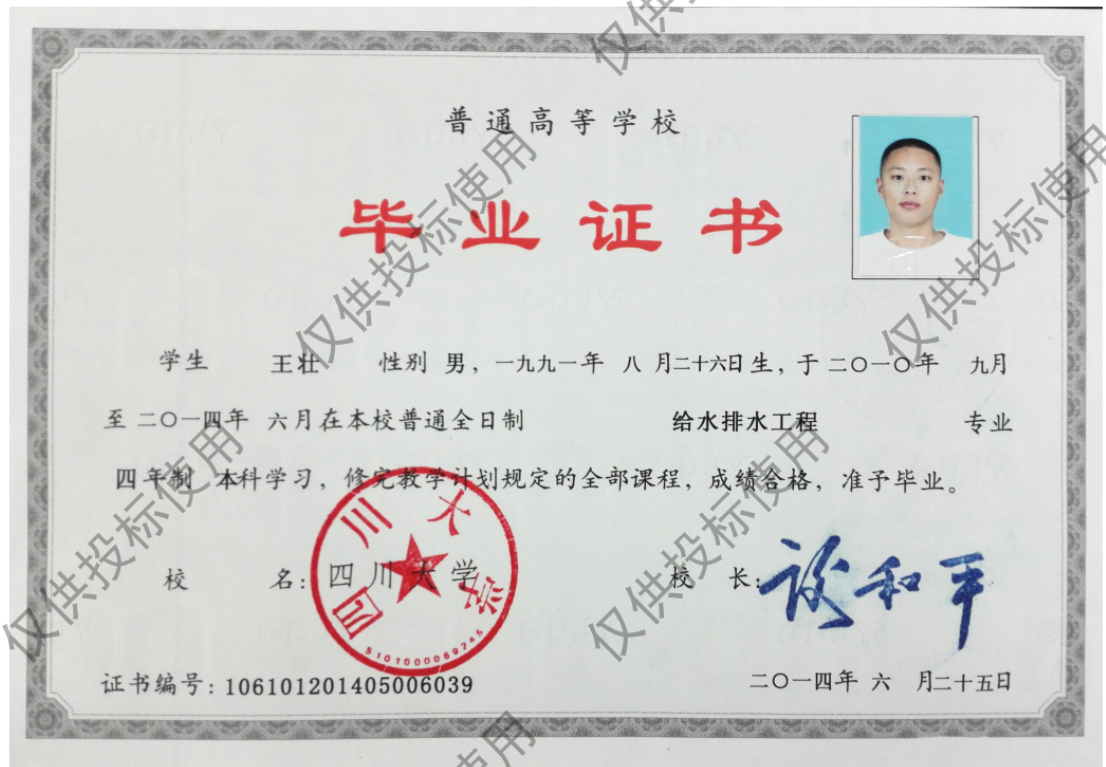 普通高等学校
毕业证书
学生 王壮 性别 男，一九九一年 八 月二十六日生，于二〇一〇年 九月
至二〇一四年 六月在本校普通全日制 给水排水工程 专业
四年制 本科学习，修完教学计划规定的全部课程，成绩合格，准予毕业。
校 名：四川大学
校 长：谢和平
四川大学
5101000069246
证书编号：106101201405006039
二〇一四年 六 月二十五日
仅供投标使用
仅供投标使用
仅供投标使用
仅供投标使用
仅供
使用